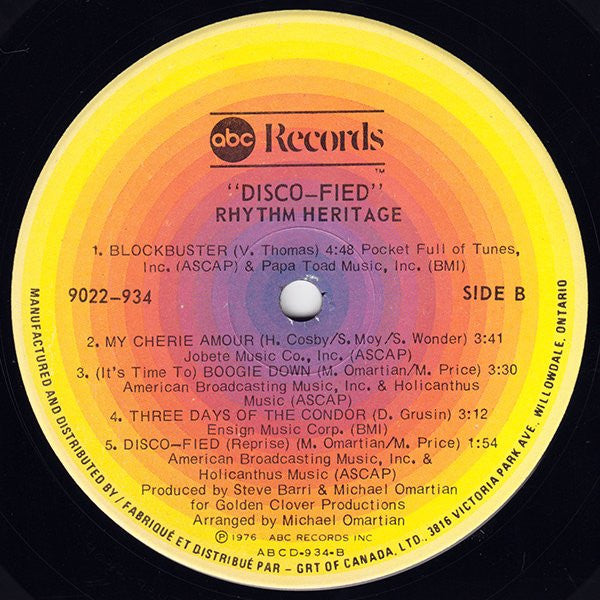 abc Records
™
"DISCO-FIED"
RHYTHM HERITAGE
1. BLOCKBUSTER (V. Thomas) 4:48 Pocket Full of Tunes,
Inc. (ASCAP) & Papa Toad Music, Inc. (BMI)
9022-934 SIDE B
2. MY CHERIE AMOUR (H. Cosby/S. Moy/S. Wonder) 3:41
Jobete Music Co., Inc. (ASCAP)
3. (It's Time To) BOOGIE DOWN (M. Omartian/M. Price) 3:30
American Broadcasting Music, Inc. & Holicanthus
Music (ASCAP)
4. THREE DAYS OF THE CONDOR (D. Grusin) 3:12
Ensign Music Corp. (BMI)
5. DISCO-FIED (Reprise) (M. Omartian/M. Price) 1:54
American Broadcasting Music, Inc. &
Holicanthus Music (ASCAP)
Produced by Steve Barri & Michael Omartian
for Golden Clover Productions
Arranged by Michael Omartian
Ⓟ 1976 ABC RECORDS INC
ABCD-934-B
MANUFACTURED AND DISTRIBUTED BY / FABRIQUÉ ET DISTRIBUÉ PAR - GRT OF CANADA, LTD., 3816 VICTORIA PARK AVE., WILLOWDALE, ONTARIO